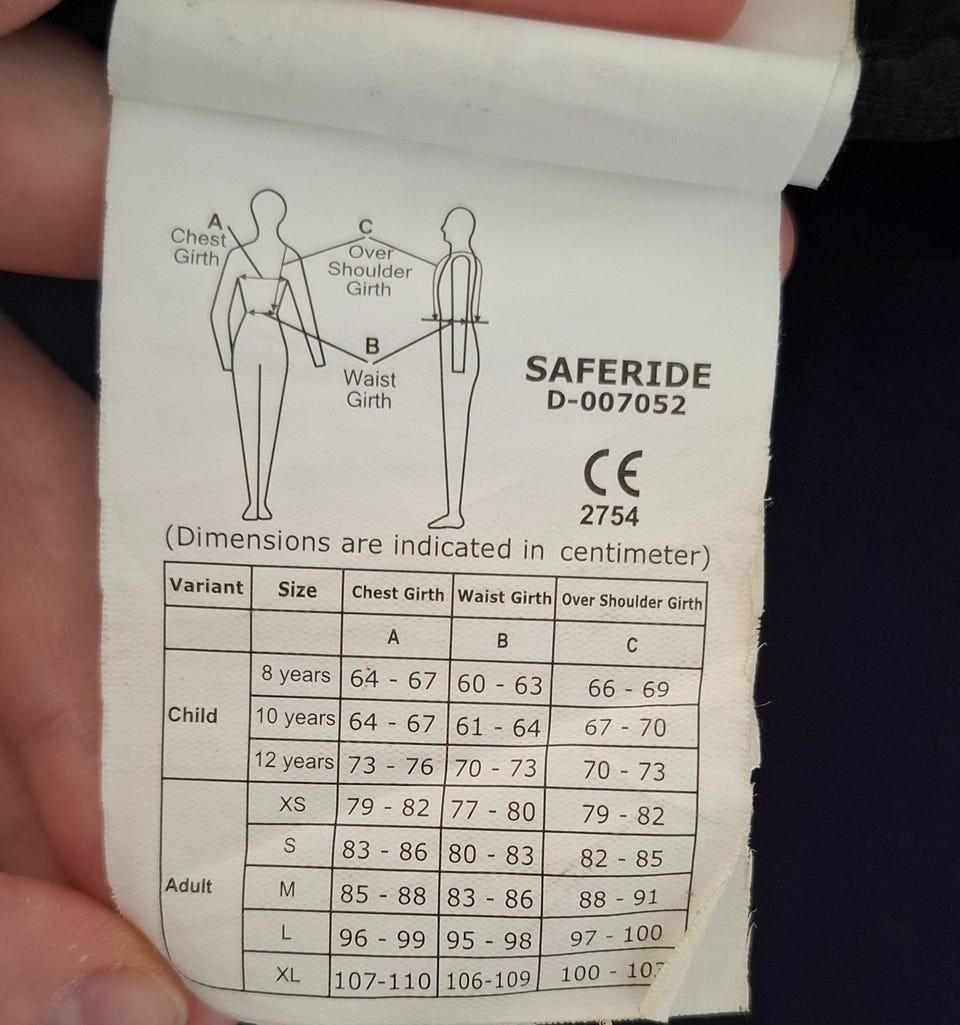 A
Chest
Girth
C
Over
Shoulder
Girth
B
Waist
Girth
SAFERIDE
D-007052
CE
2754
(Dimensions are indicated in centimeter)
Variant Size Chest Girth Waist Girth Over Shoulder Girth
A B C
Child
8 years 64 - 67 60 - 63 66 - 69
10 years 64 - 67 61 - 64 67 - 70
12 years 73 - 76 70 - 73 70 - 73
Adult
XS 79 - 82 77 - 80 79 - 82
S 83 - 86 80 - 83 82 - 85
M 85 - 88 83 - 86 88 - 91
L 96 - 99 95 - 98 97 - 100
XL 107-110 106-109 100 -